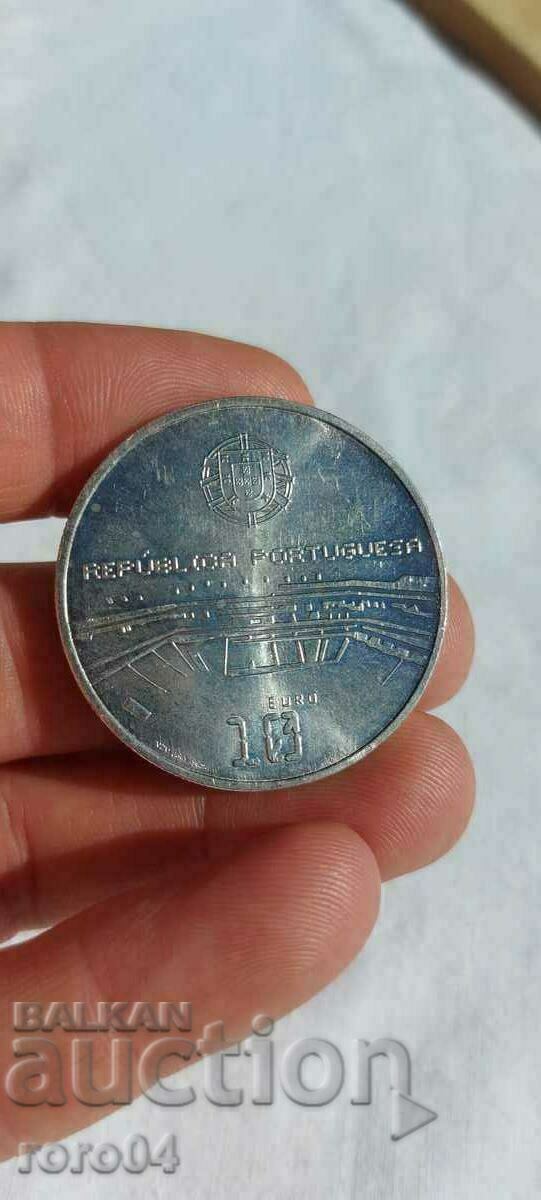 REPÚBLICA PORTUGUESA
EURO
10
BALKAN
auction
roro04